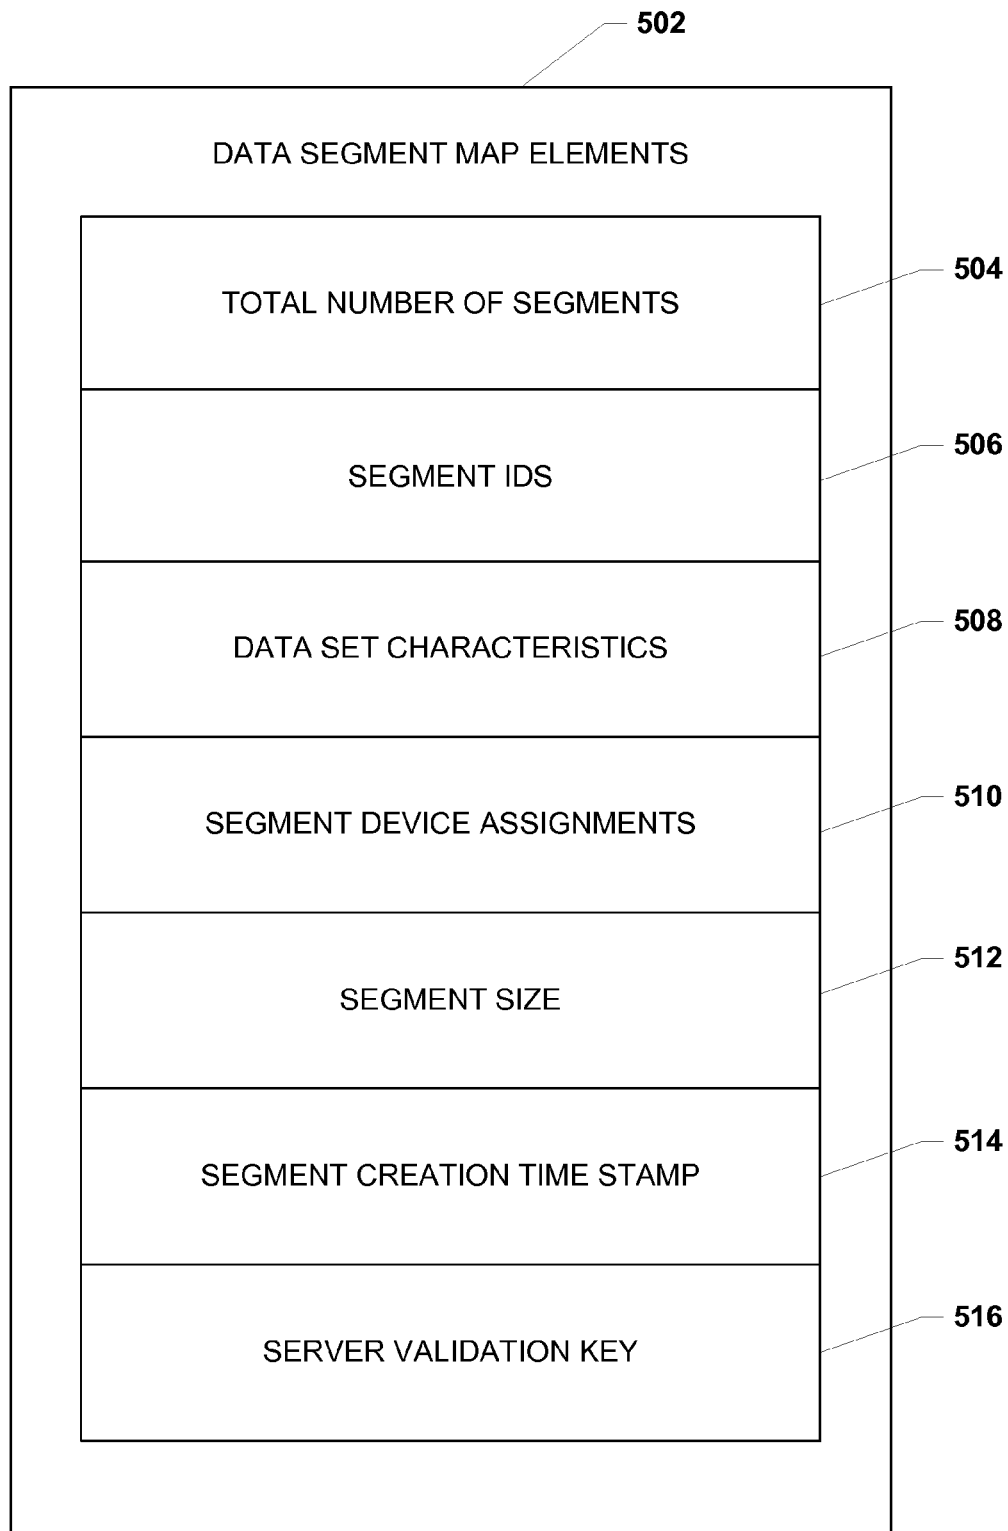 502
DATA SEGMENT MAP ELEMENTS
TOTAL NUMBER OF SEGMENTS
504
SEGMENT IDS
506
DATA SET CHARACTERISTICS
508
SEGMENT DEVICE ASSIGNMENTS
510
SEGMENT SIZE
512
SEGMENT CREATION TIME STAMP
514
SERVER VALIDATION KEY
516